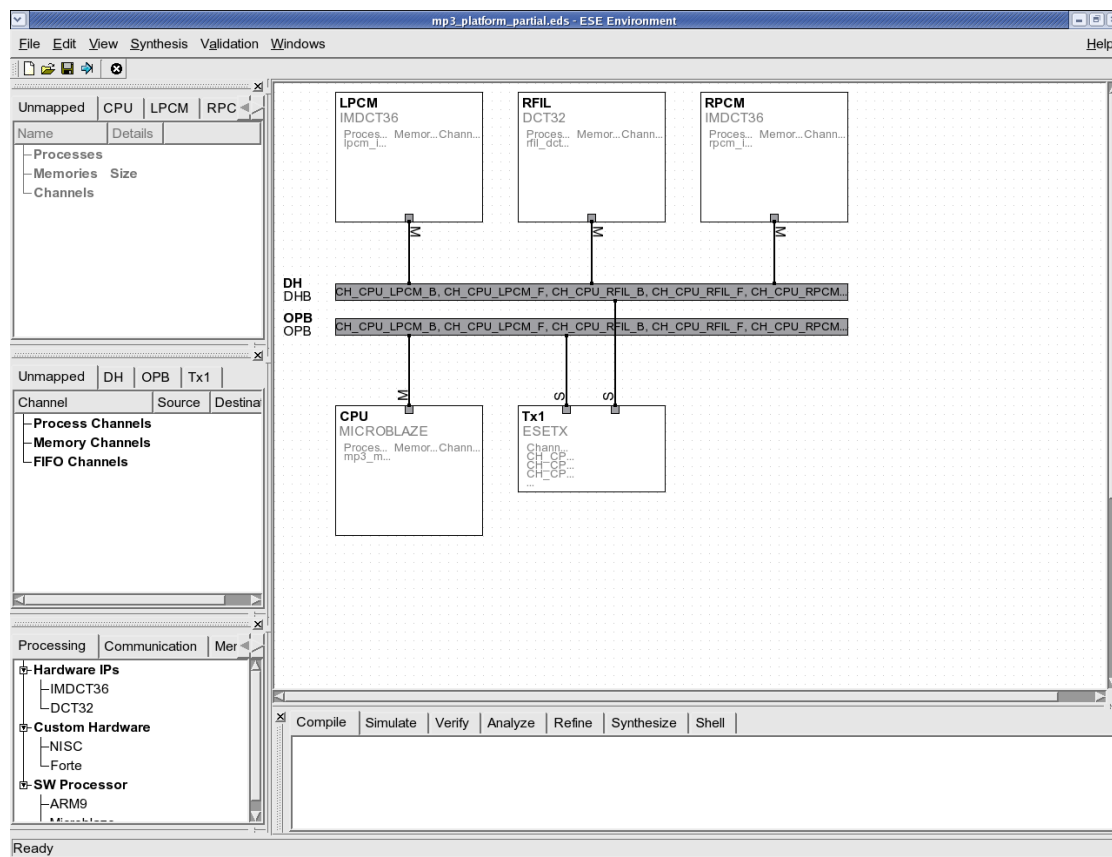 mp3_platform_partial.eds - ESE Environment
File Edit View Synthesis Validation Windows Help
Unmapped CPU LPCM RPC
Name Details
Processes
Memories Size
Channels
Unmapped DH OPB Tx1
Channel Source Destina
Process Channels
Memory Channels
FIFO Channels
Processing Communication Mer
Hardware IPs
IMDCT36
DCT32
Custom Hardware
NISC
Forte
SW Processor
ARM9
Microblaze
LPCM
IMDCT36
Proces... Memor... Chann...
lpcm_i...
RFIL
DCT32
Proces... Memor... Chann...
rfil_dct...
RPCM
IMDCT36
Proces... Memor... Chann...
rpcm_i...
M M M
DH
DHB
CH_CPU_LPCM_B, CH_CPU_LPCM_F, CH_CPU_RFIL_B, CH_CPU_RFIL_F, CH_CPU_RPCM...
OPB
OPB
CH_CPU_LPCM_B, CH_CPU_LPCM_F, CH_CPU_RFIL_B, CH_CPU_RFIL_F, CH_CPU_RPCM...
M S S
CPU
MICROBLAZE
Proces... Memor... Chann...
mp3_m...
Tx1
ESETX
Chann...
CH_CP...
CH_CP...
CH_CP...
...
Compile Simulate Verify Analyze Refine Synthesize Shell
Ready